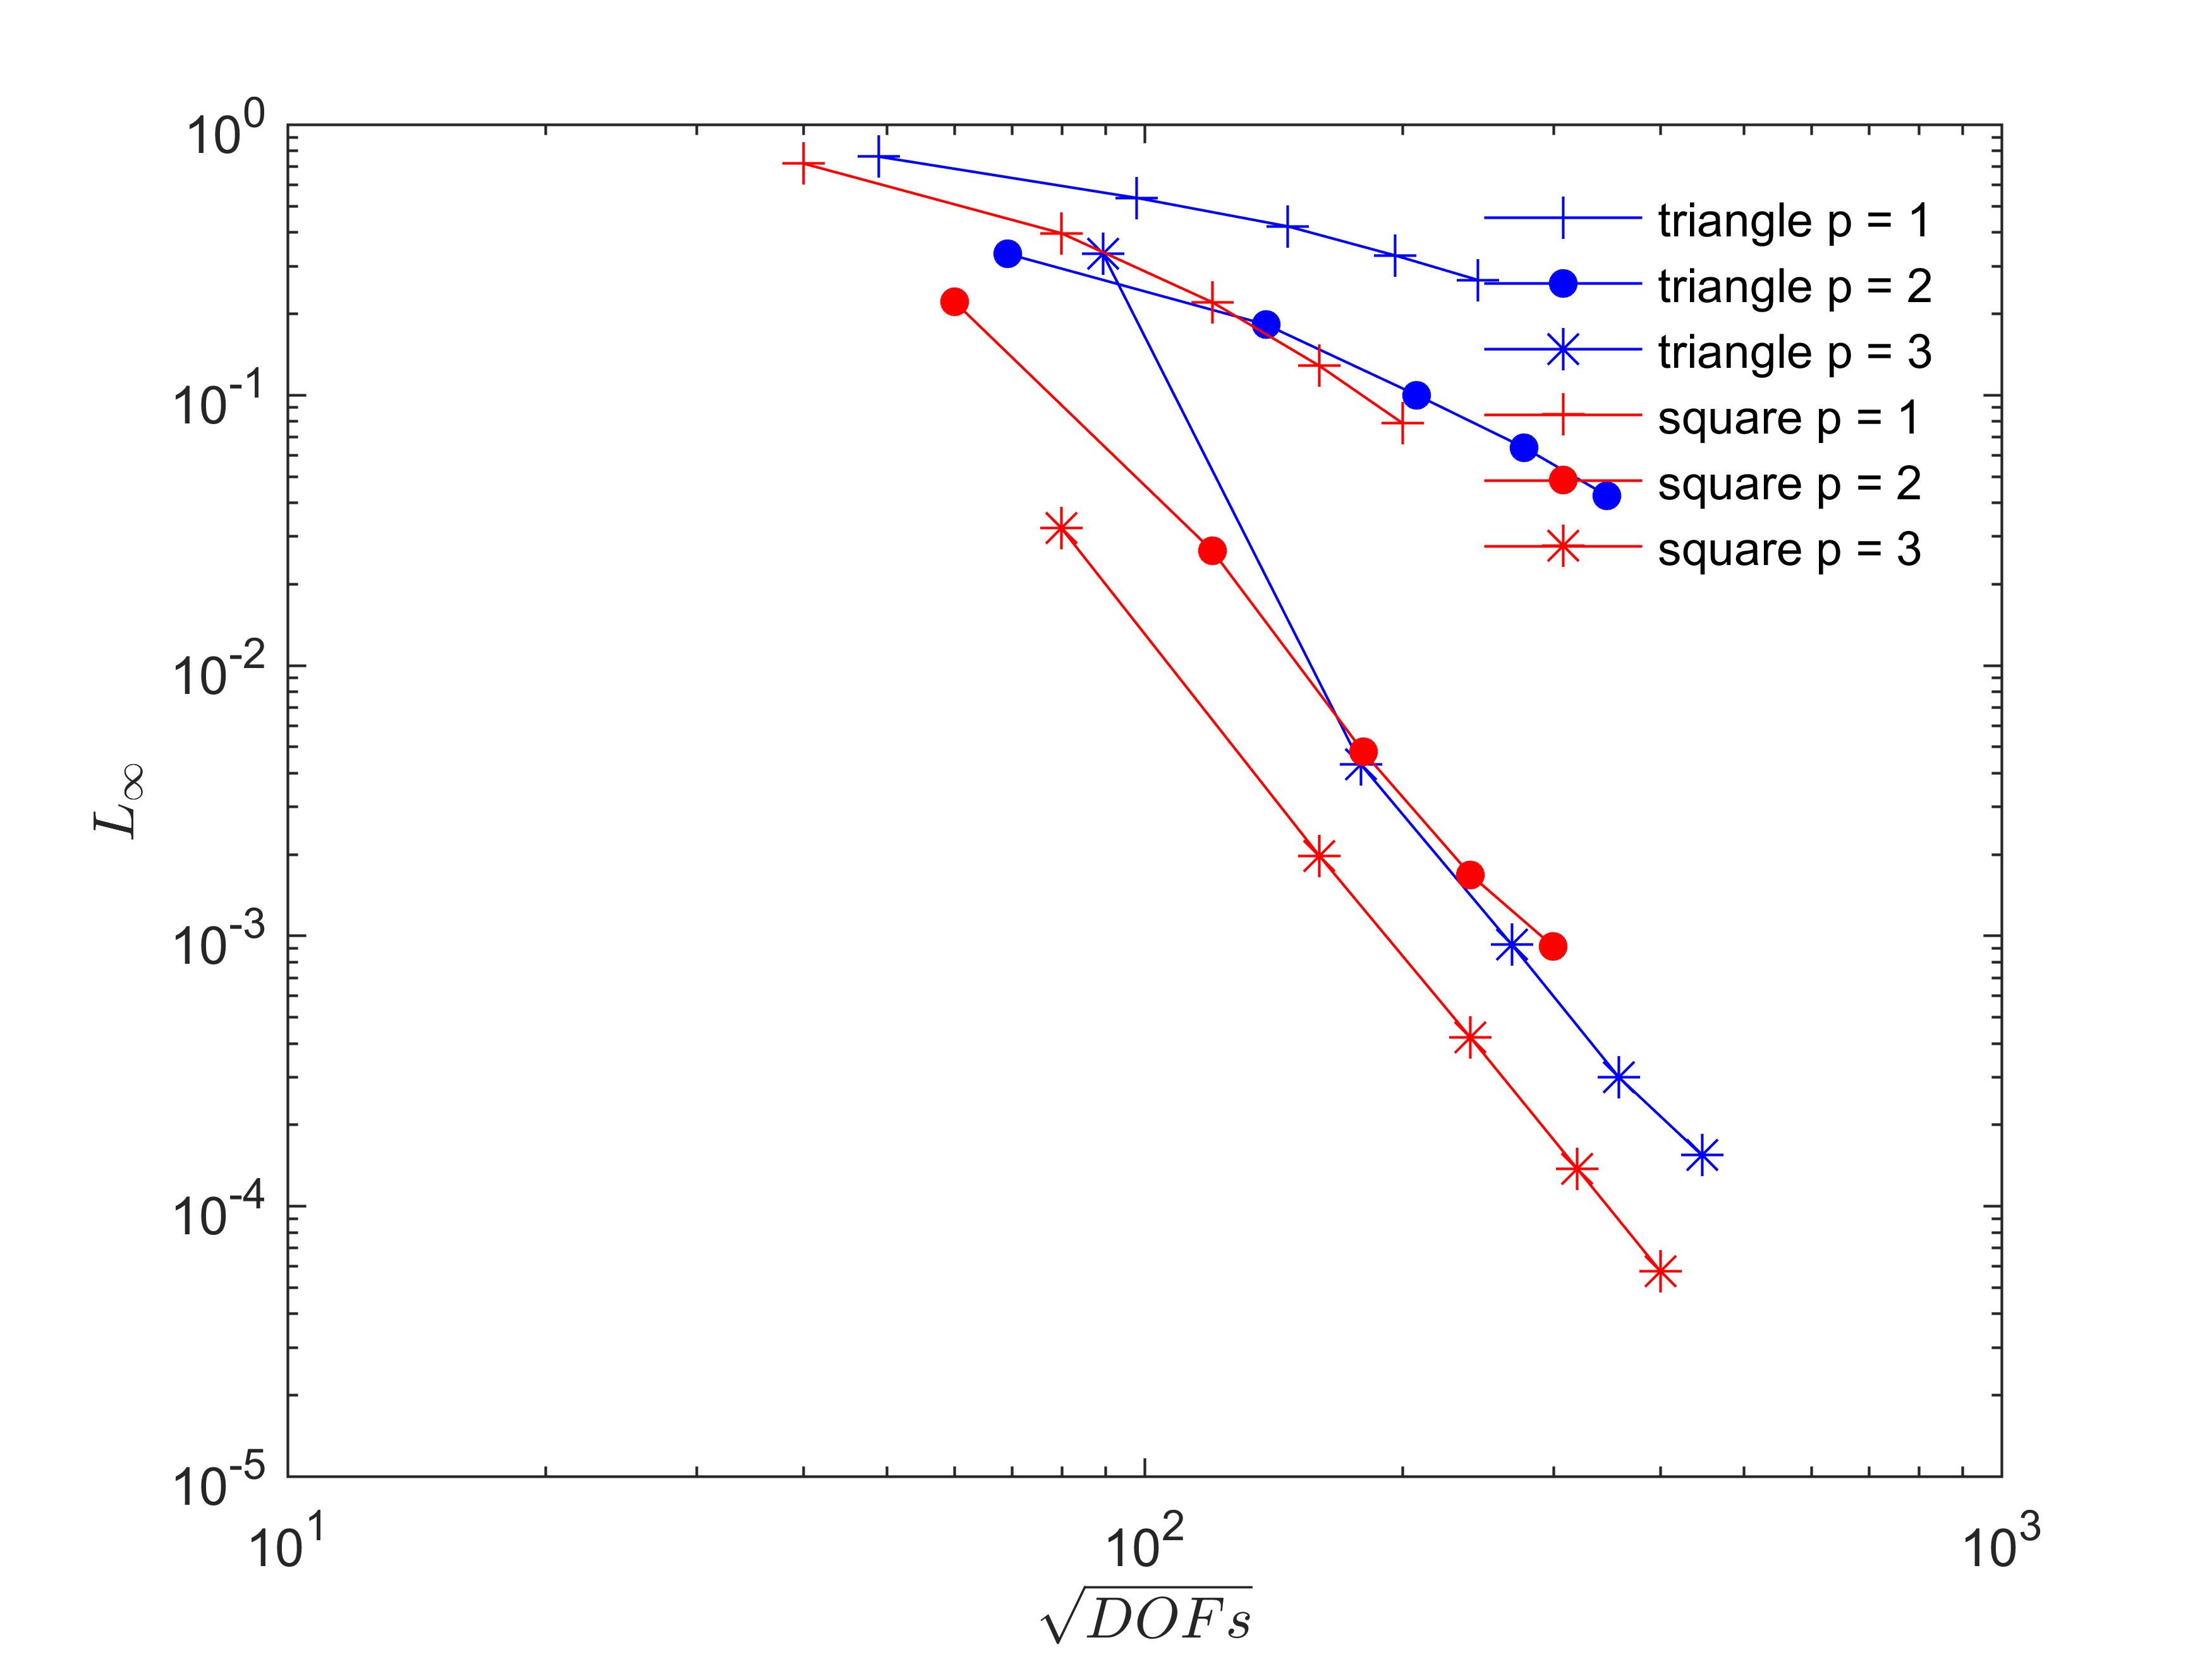 10^0
10^-1
10^-2
10^-3
10^-4
10^-5
L_∞
10^1
10^2
10^3
√DOFs
triangle p = 1
triangle p = 2
triangle p = 3
square p = 1
square p = 2
square p = 3